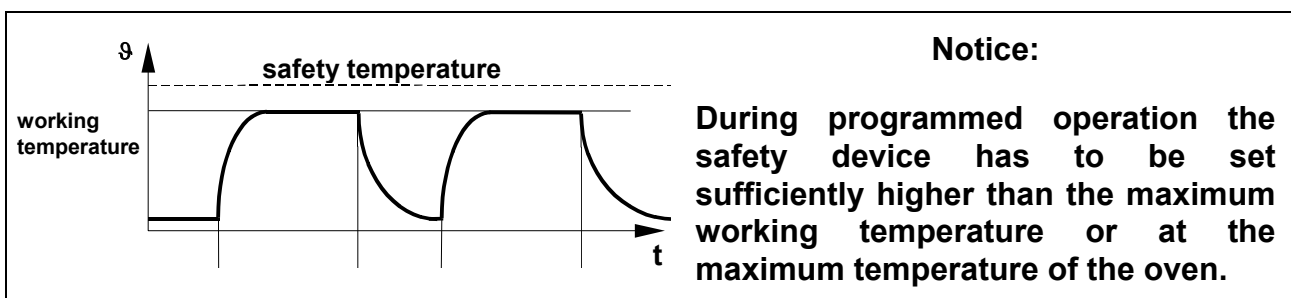 ϑ
safety temperature
working
temperature
t
Notice:
During programmed operation the
safety device has to be set
sufficiently higher than the maximum
working temperature or at the
maximum temperature of the oven.